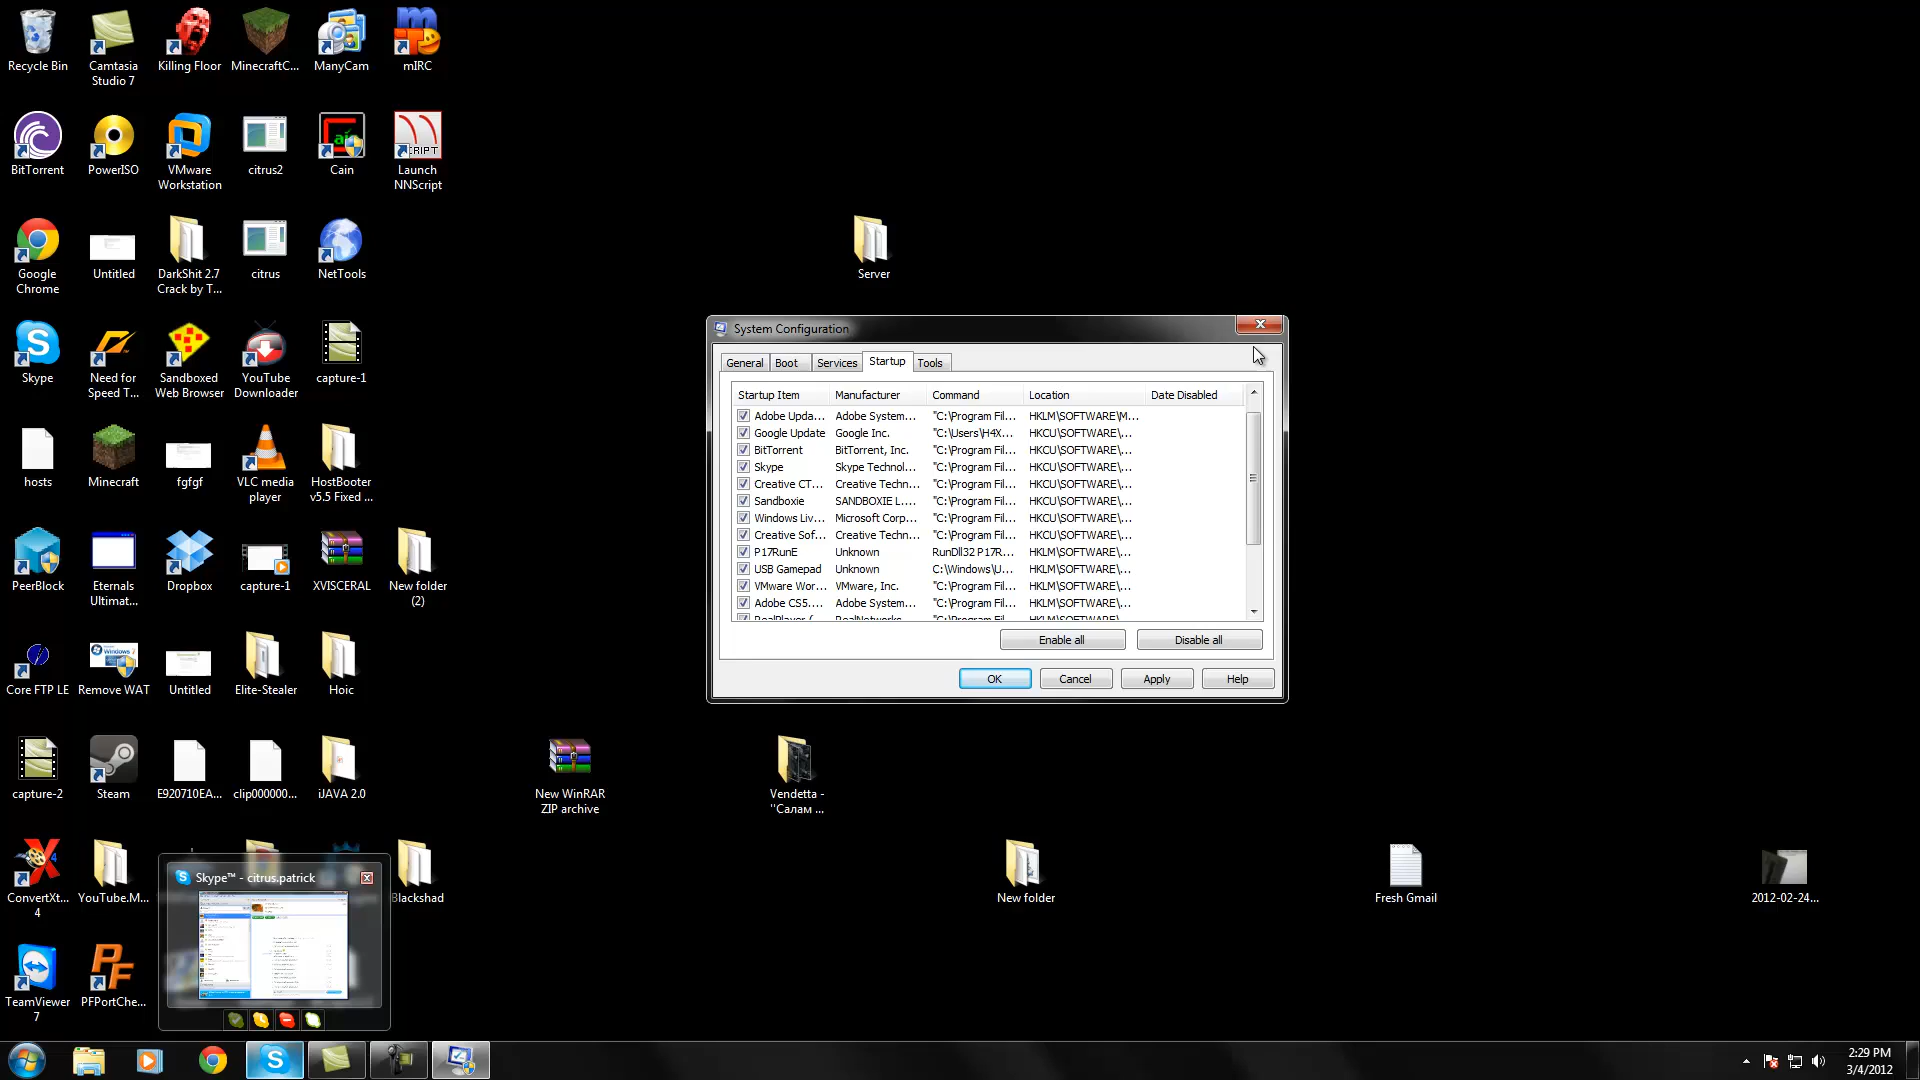 Recycle Bin
Camtasia
Studio 7
Killing Floor
MinecraftC...
ManyCam
mIRC
BitTorrent
PowerISO
VMware
Workstation
citrus2
Cain
Launch
NNScript
Google
Chrome
Untitled
DarkShit 2.7
Crack by T...
citrus
NetTools
Server
Skype
Need for
Speed T...
Sandboxed
Web Browser
YouTube
Downloader
capture-1
hosts
Minecraft
fgfgf
VLC media
player
HostBooter
v5.5 Fixed ...
PeerBlock
Eternals
Ultimat...
Dropbox
capture-1
XVISCERAL
New folder
(2)
Core FTP LE
Remove WAT
Untitled
Elite-Stealer
Hoic
capture-2
Steam
E920710EA...
clip000000...
iJAVA 2.0
New WinRAR
ZIP archive
Vendetta -
"Салам ...
ConvertXt...
4
YouTube.M...
Blackshad
New folder
Fresh Gmail
2012-02-24...
TeamViewer
7
PFPortChe...
Skype™ - citrus.patrick
System Configuration
General Boot Services Startup Tools
Startup Item Manufacturer Command Location Date Disabled
Adobe Upda... Adobe System... "C:\Program Fil... HKLM\SOFTWARE\M...
Google Update Google Inc. "C:\Users\H4X... HKCU\SOFTWARE\...
BitTorrent BitTorrent, Inc. "C:\Program Fil... HKCU\SOFTWARE\...
Skype Skype Technol... "C:\Program Fil... HKCU\SOFTWARE\...
Creative CT... Creative Techn... "C:\Program Fil... HKCU\SOFTWARE\...
Sandboxie SANDBOXIE L.... "C:\Program Fil... HKCU\SOFTWARE\...
Windows Liv... Microsoft Corp... "C:\Program Fil... HKCU\SOFTWARE\...
Creative Sof... Creative Techn... "C:\Program Fil... HKCU\SOFTWARE\...
P17RunE Unknown RunDll32 P17R... HKLM\SOFTWARE\...
USB Gamepad Unknown C:\Windows\U... HKLM\SOFTWARE\...
VMware Wor... VMware, Inc. "C:\Program Fil... HKLM\SOFTWARE\...
Adobe CS5.... Adobe System... "C:\Program Fil... HKLM\SOFTWARE\...
Enable all Disable all
OK Cancel Apply Help
2:29 PM
3/4/2012